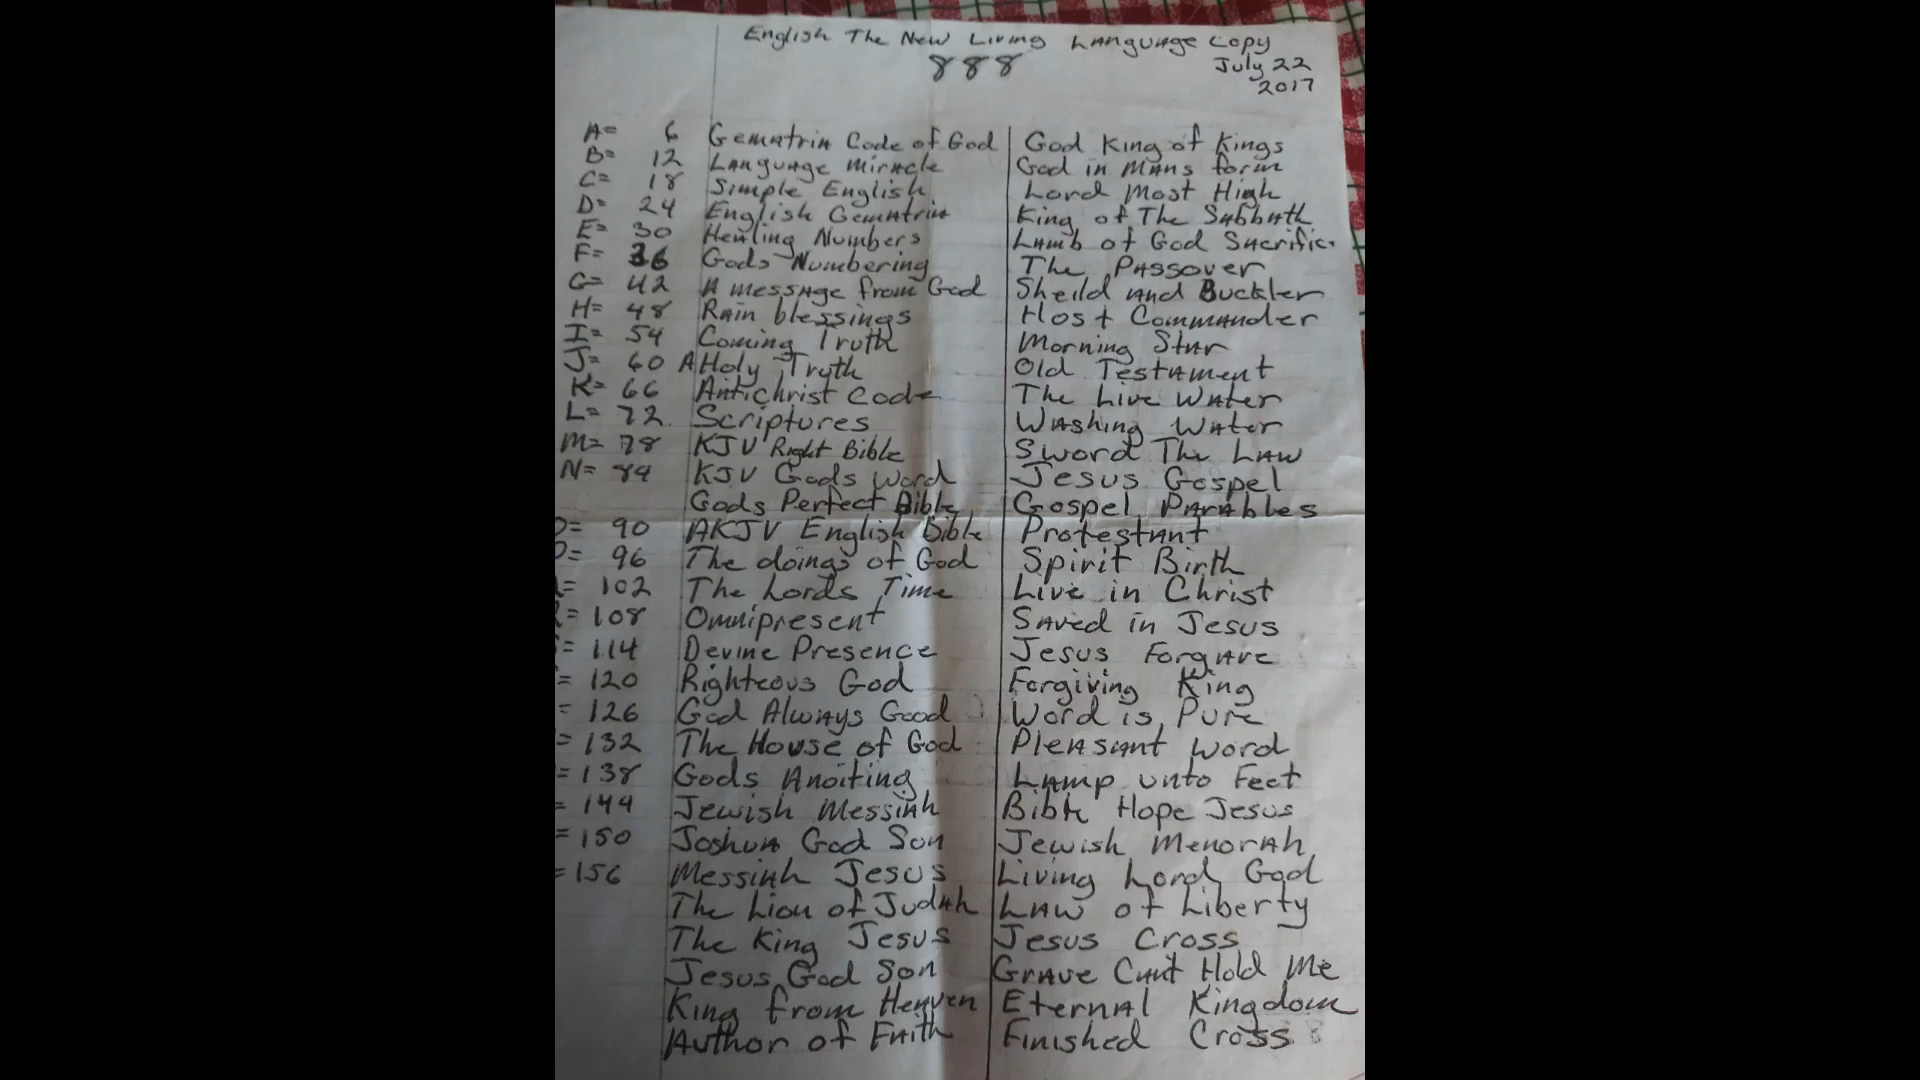 English The New Living Language Copy
888
July 22
2017
A= 6 Gematria Code of God God King of Kings
B= 12 Language Miracle God in Mans form
C= 18 Simple English Lord Most High
D= 24 English Gematria King of The Sabbath
E= 30 Healing Numbers Lamb of God Sacrific
F= 36 Gods Numbering The Passover
G= 42 A message from God Sheild and Buckler
H= 48 Rain blessings Host Commander
I= 54 Coming Truth Morning Star
J= 60 A Holy Truth Old Testament
K= 66 Antichrist Code The Live Water
L= 72 Scriptures Washing Water
M= 78 KJV Right Bible Sword The Law
N= 84 KJV Gods Word Jesus Gospel
Gods Perfect Bible Gospel Parables
O= 90 AKJV English Bible Protestant
P= 96 The doings of God Spirit Birth
= 102 The Lords Time Live in Christ
R= 108 Omnipresent Saved in Jesus
= 114 Devine Presence Jesus Forgave
= 120 Righteous God Forgiving King
= 126 God Always Good Word is Pure
= 132 The House of God Pleasant Word
= 138 Gods Anoiting Lamp unto Feet
= 144 Jewish Messiah Bible Hope Jesus
= 150 Joshua God Son Jewish Menorah
= 156 Messiah Jesus Living Lord God
The Lion of Judah Law of Liberty
The King Jesus Jesus Cross
Jesus God Son Grave Cant Hold Me
King from Heaven Eternal Kingdom
Author of Faith Finished Cross